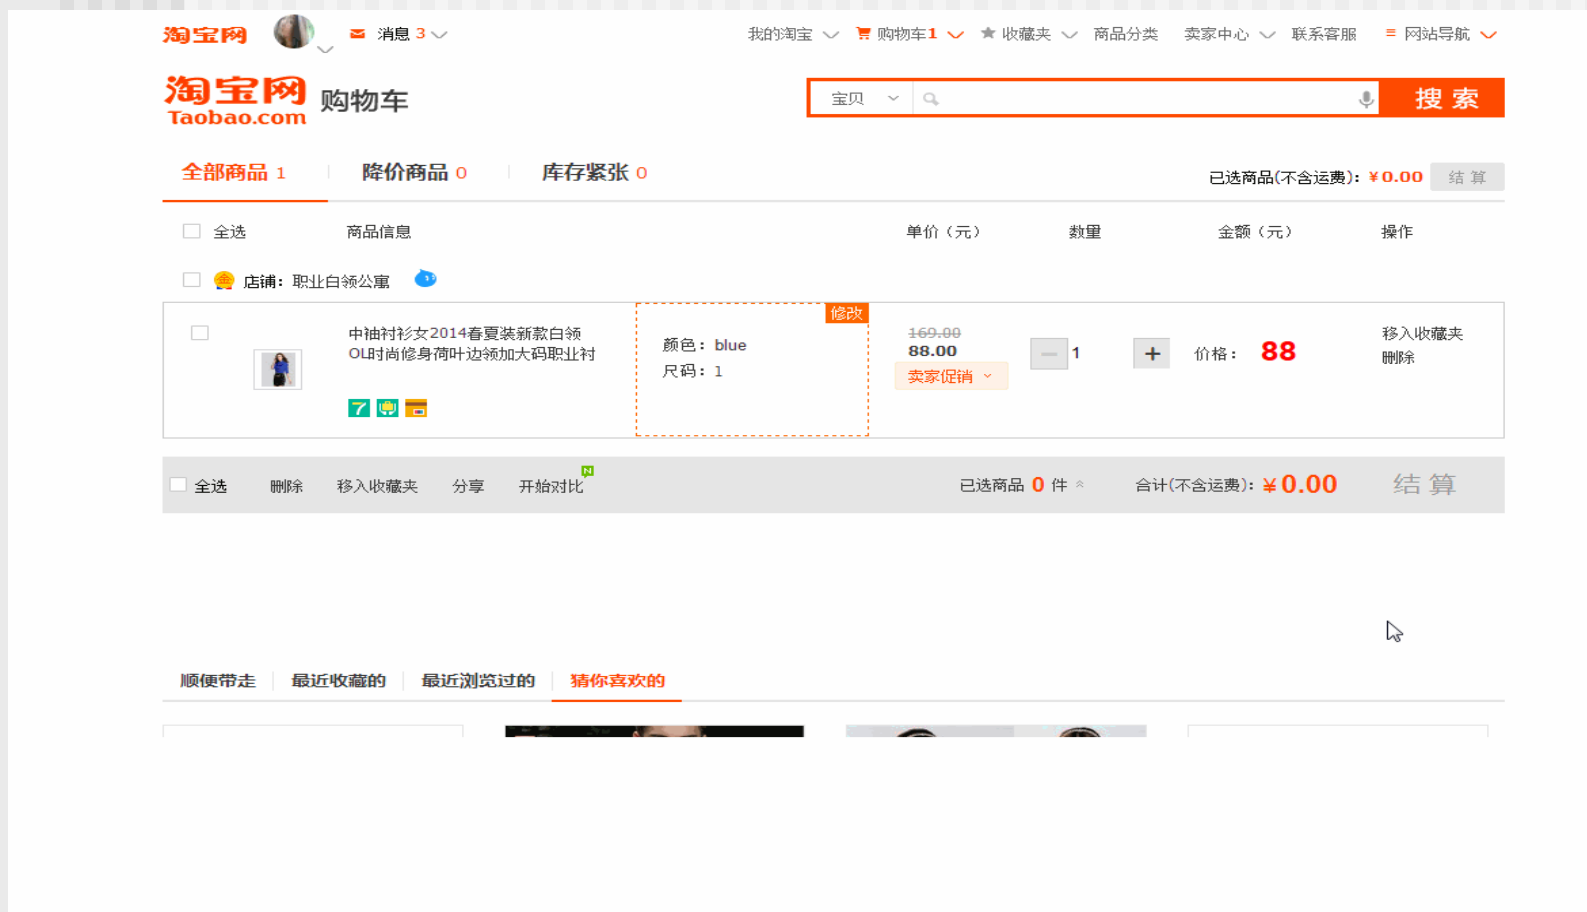 淘宝网 消息 3 我的淘宝 购物车1 收藏夹 商品分类 卖家中心 联系客服 网站导航
淘宝网 购物车 宝贝 搜索
Taobao.com
全部商品 1 降价商品 0 库存紧张 0 已选商品(不含运费)：¥0.00 结算
全选 商品信息 单价（元） 数量 金额（元） 操作
店铺：职业白领公寓
修改
中袖衬衫女2014春夏装新款白领 颜色：blue 169.00 移入收藏夹
OL时尚修身荷叶边领加大码职业衬 尺码：1 88.00 － 1 + 价格： 88 删除
卖家促销
7
全选 删除 移入收藏夹 分享 开始对比 N 已选商品 0 件 合计(不含运费)：¥0.00 结算
顺便带走 最近收藏的 最近浏览过的 猜你喜欢的